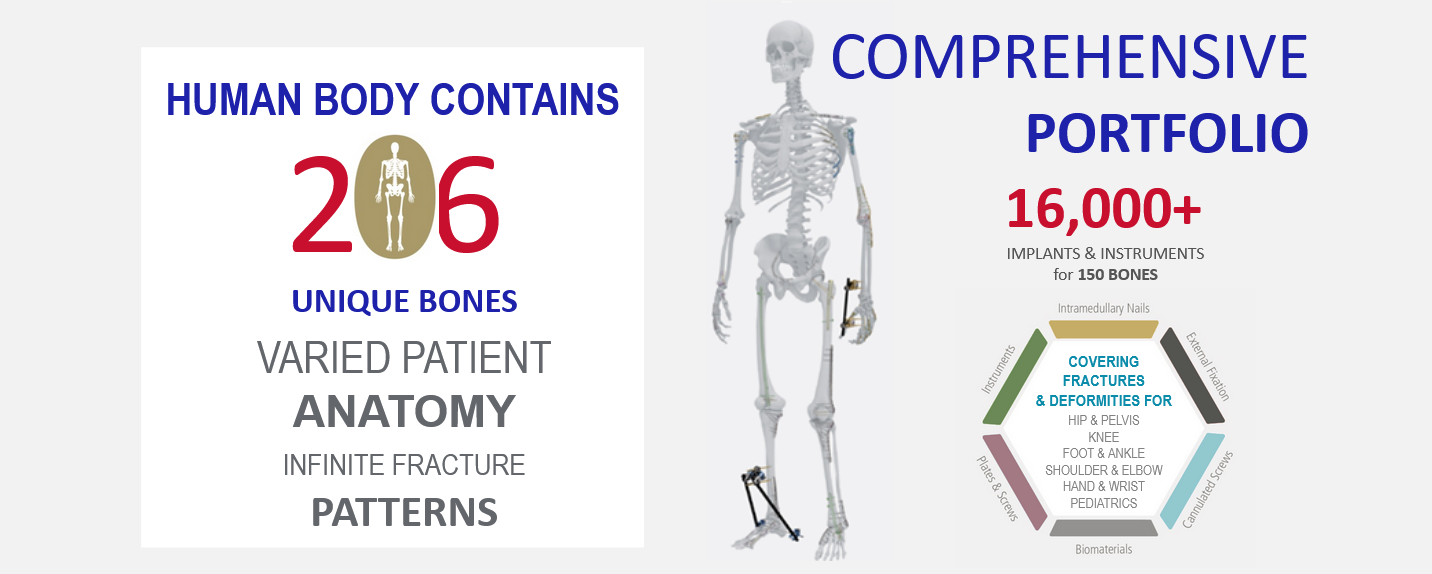 HUMAN BODY CONTAINS
206
UNIQUE BONES
VARIED PATIENT
ANATOMY
INFINITE FRACTURE
PATTERNS
COMPREHENSIVE
PORTFOLIO
16,000+
IMPLANTS & INSTRUMENTS
for 150 BONES
Intramedullary Nails
External Fixation
Cannulated Screws
Biomaterials
Plates & Screws
Instruments
COVERING
FRACTURES
& DEFORMITIES FOR
HIP & PELVIS
KNEE
FOOT & ANKLE
SHOULDER & ELBOW
HAND & WRIST
PEDIATRICS